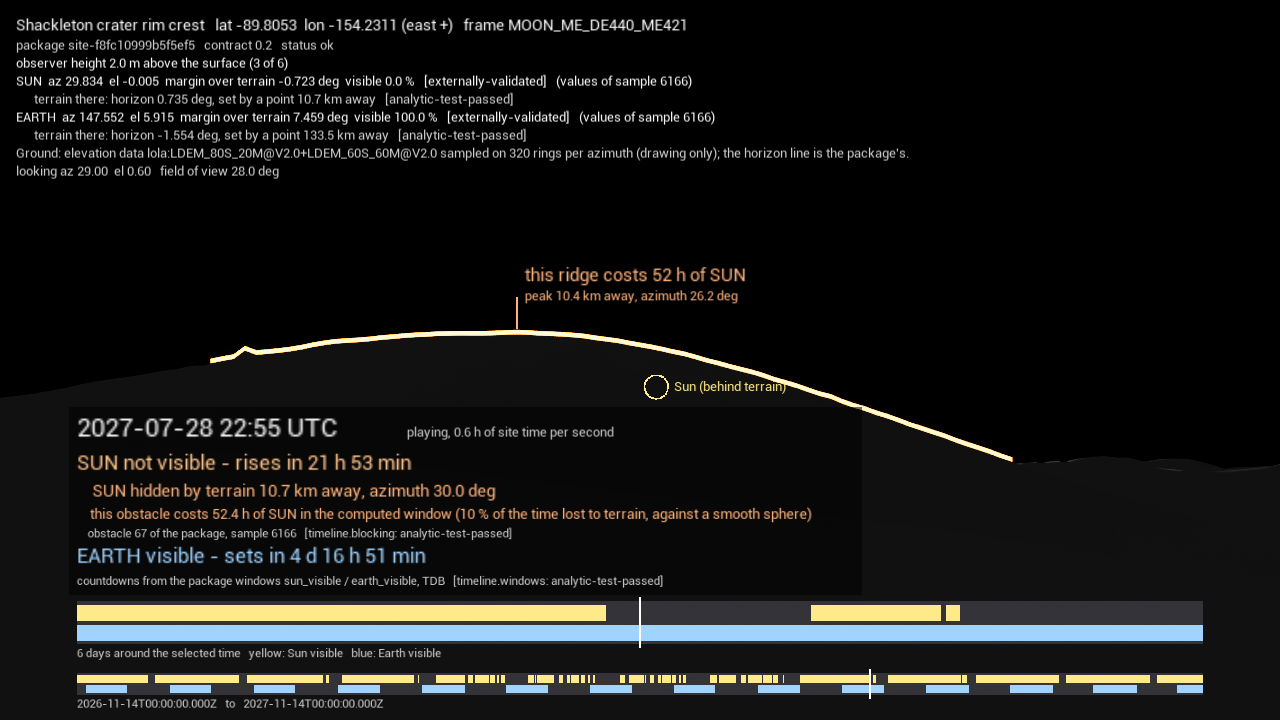 Shackleton crater rim crest   lat -89.8053  lon -154.2311 (east +)   frame MOON_ME_DE440_ME421
package site-f8fc10999b5f5ef5   contract 0.2   status ok
observer height 2.0 m above the surface (3 of 6)
SUN  az 29.834  el -0.005  margin over terrain -0.723 deg  visible 0.0 %   [externally-validated]   (values of sample 6166)
terrain there: horizon 0.735 deg, set by a point 10.7 km away   [analytic-test-passed]
EARTH  az 147.552  el 5.915  margin over terrain 7.459 deg  visible 100.0 %   [externally-validated]   (values of sample 6166)
terrain there: horizon -1.554 deg, set by a point 133.5 km away   [analytic-test-passed]
Ground: elevation data lola:LDEM_80S_20M@V2.0+LDEM_60S_60M@V2.0 sampled on 320 rings per azimuth (drawing only); the horizon line is the package's.
looking az 29.00  el 0.60   field of view 28.0 deg
this ridge costs 52 h of SUN
peak 10.4 km away, azimuth 26.2 deg
Sun (behind terrain)
2027-07-28 22:55 UTC   playing, 0.6 h of site time per second
SUN not visible - rises in 21 h 53 min
SUN hidden by terrain 10.7 km away, azimuth 30.0 deg
this obstacle costs 52.4 h of SUN in the computed window (10 % of the time lost to terrain, against a smooth sphere)
obstacle 67 of the package, sample 6166   [timeline.blocking: analytic-test-passed]
EARTH visible - sets in 4 d 16 h 51 min
countdowns from the package windows sun_visible / earth_visible, TDB   [timeline.windows: analytic-test-passed]
6 days around the selected time   yellow: Sun visible   blue: Earth visible
2026-11-14T00:00:00.000Z   to   2027-11-14T00:00:00.000Z